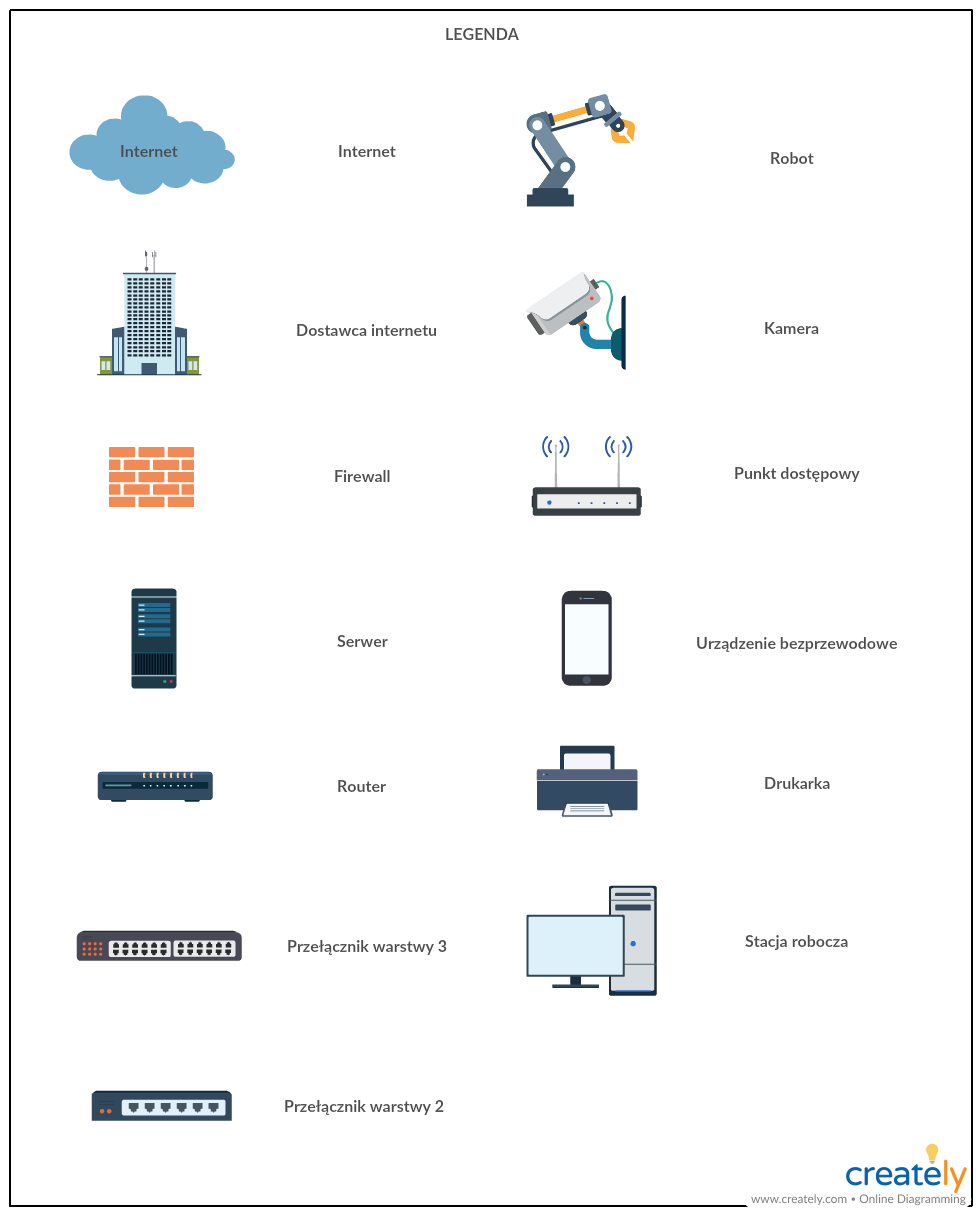 LEGENDA
Internet
Internet
Robot
Dostawca internetu
Kamera
Firewall
Punkt dostępowy
Serwer
Urządzenie bezprzewodowe
Router
Drukarka
Przełącznik warstwy 3
Stacja robocza
Przełącznik warstwy 2
creately
www.creately.com • Online Diagramming